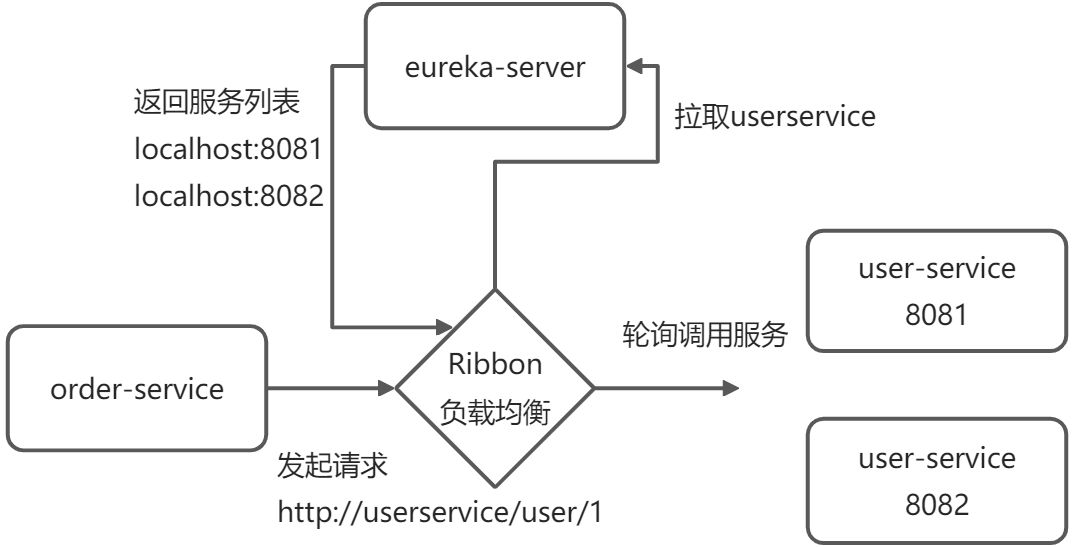 eureka-server
返回服务列表
localhost:8081
localhost:8082
拉取userservice
user-service
8081
轮询调用服务
order-service
Ribbon
负载均衡
发起请求
http://userservice/user/1
user-service
8082